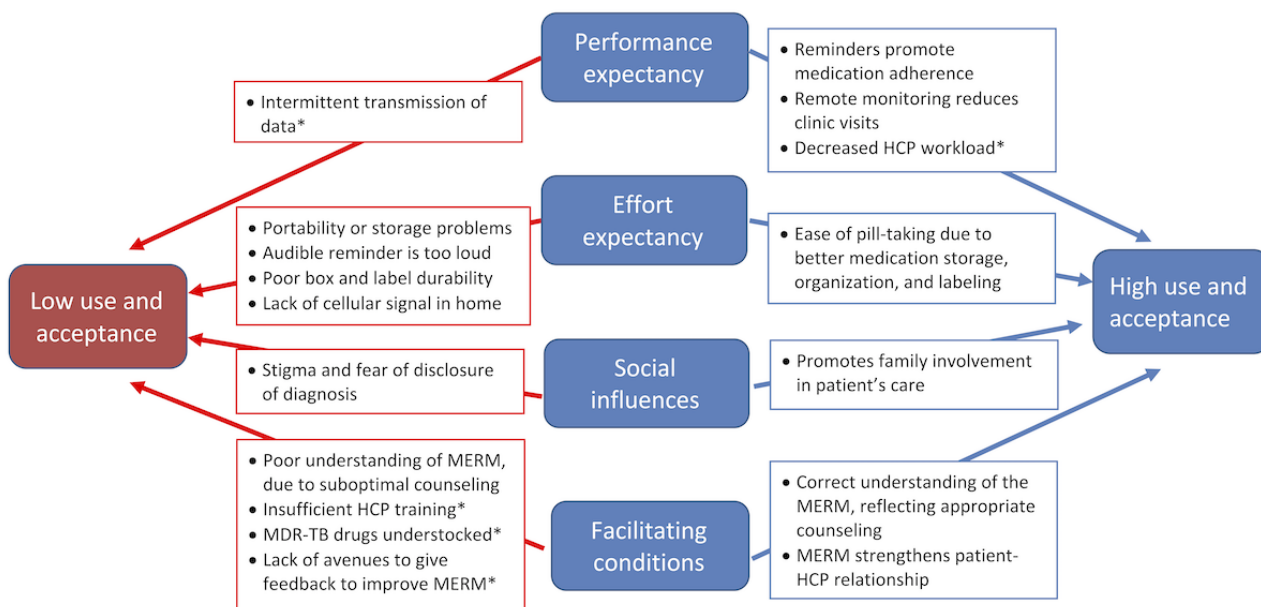 Performance
expectancy
• Intermittent transmission of
data*
• Reminders promote
medication adherence
• Remote monitoring reduces
clinic visits
• Decreased HCP workload*
Effort
expectancy
• Portability or storage problems
• Audible reminder is too loud
• Poor box and label durability
• Lack of cellular signal in home
• Ease of pill-taking due to
better medication storage,
organization, and labeling
Low use and
acceptance
High use and
acceptance
Social
influences
• Stigma and fear of disclosure
of diagnosis
• Promotes family involvement
in patient's care
Facilitating
conditions
• Poor understanding of MERM,
due to suboptimal counseling
• Insufficient HCP training*
• MDR-TB drugs understocked*
• Lack of avenues to give
feedback to improve MERM*
• Correct understanding of the
MERM, reflecting appropriate
counseling
• MERM strengthens patient-
HCP relationship